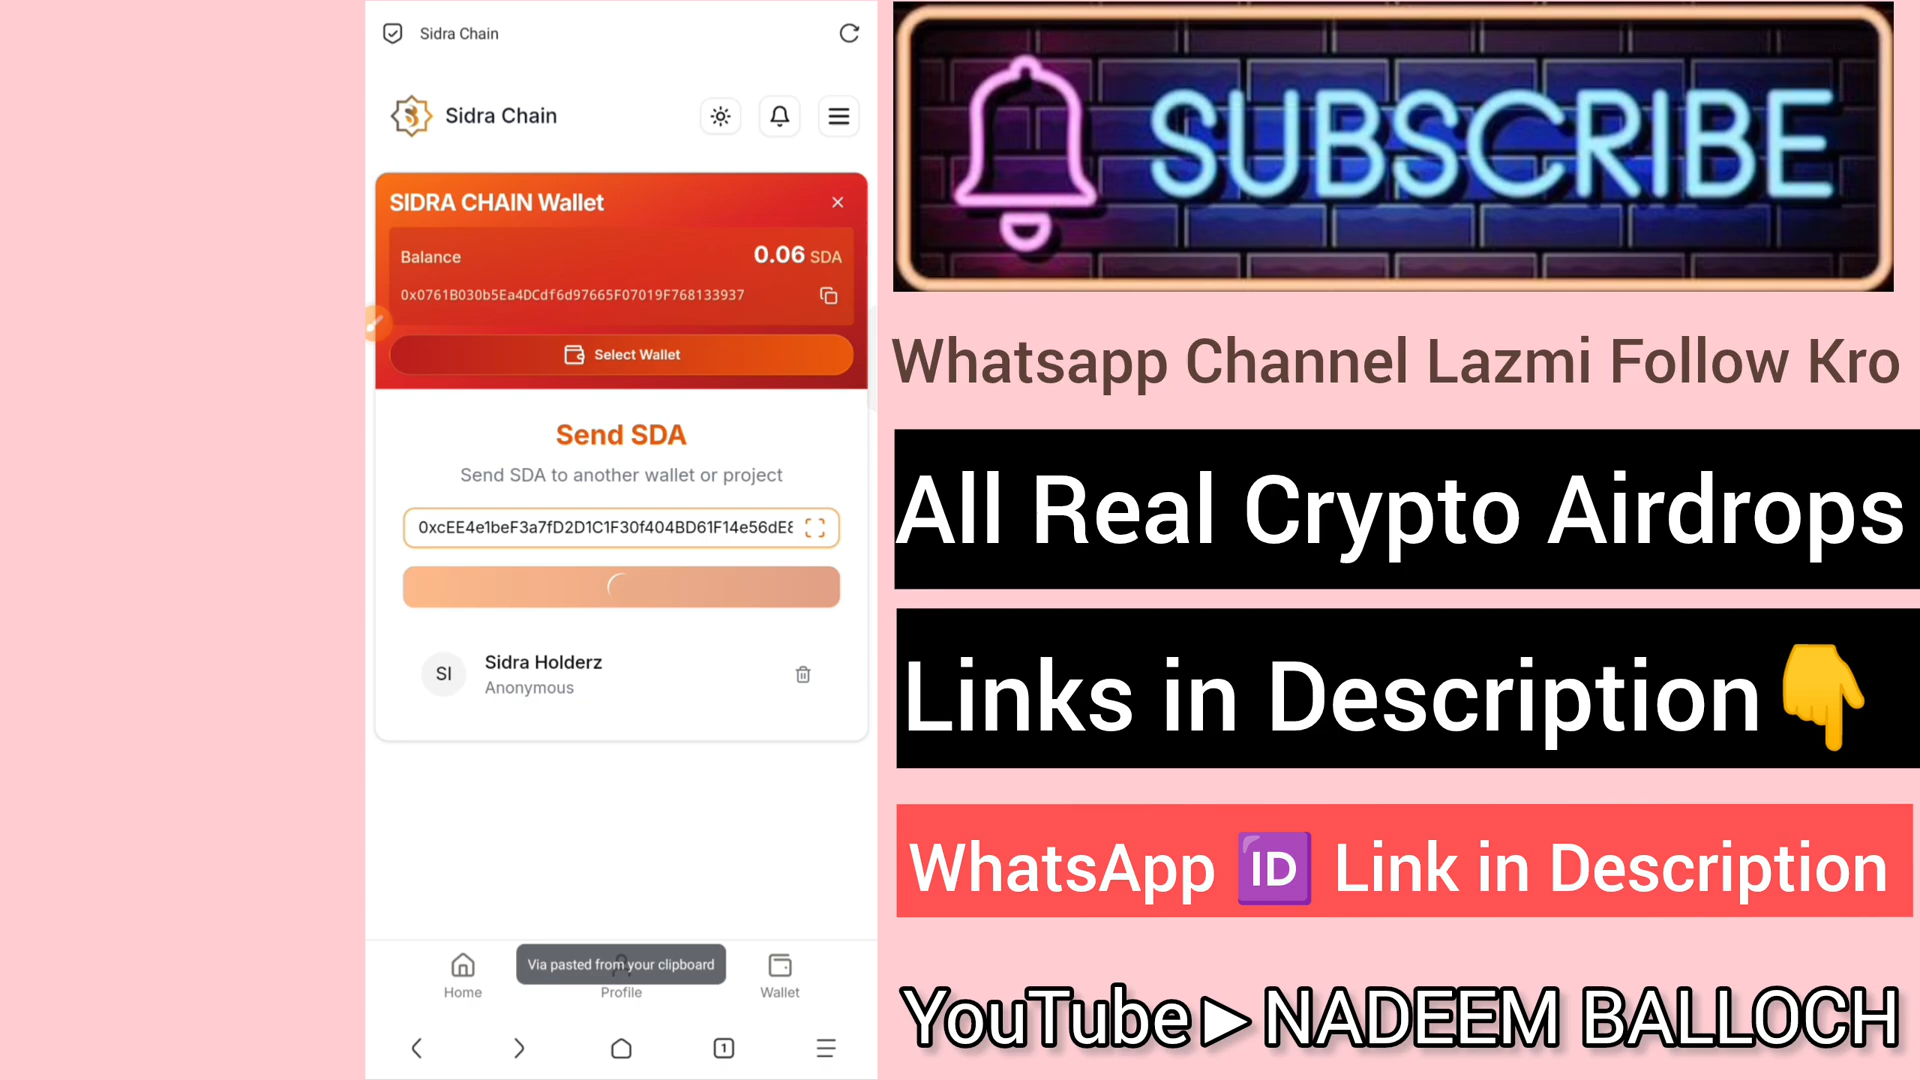 Sidra Chain
Sidra Chain
SIDRA CHAIN Wallet
Balance
0.06 SDA
0x0761B030b5Ea4DCdf6d97665F07019F768133937
Select Wallet
Send SDA
Send SDA to another wallet or project
0xcEE4e1beF3a7fD2D1C1F30f404BD61F14e56dE8
SI
Sidra Holderz
Anonymous
Via pasted from your clipboard
Home
Profile
Wallet
1
SUBSCRIBE
Whatsapp Channel Lazmi Follow Kro
All Real Crypto Airdrops
Links in Description👇
WhatsApp 🆔 Link in Description
YouTube►NADEEM BALLOCH